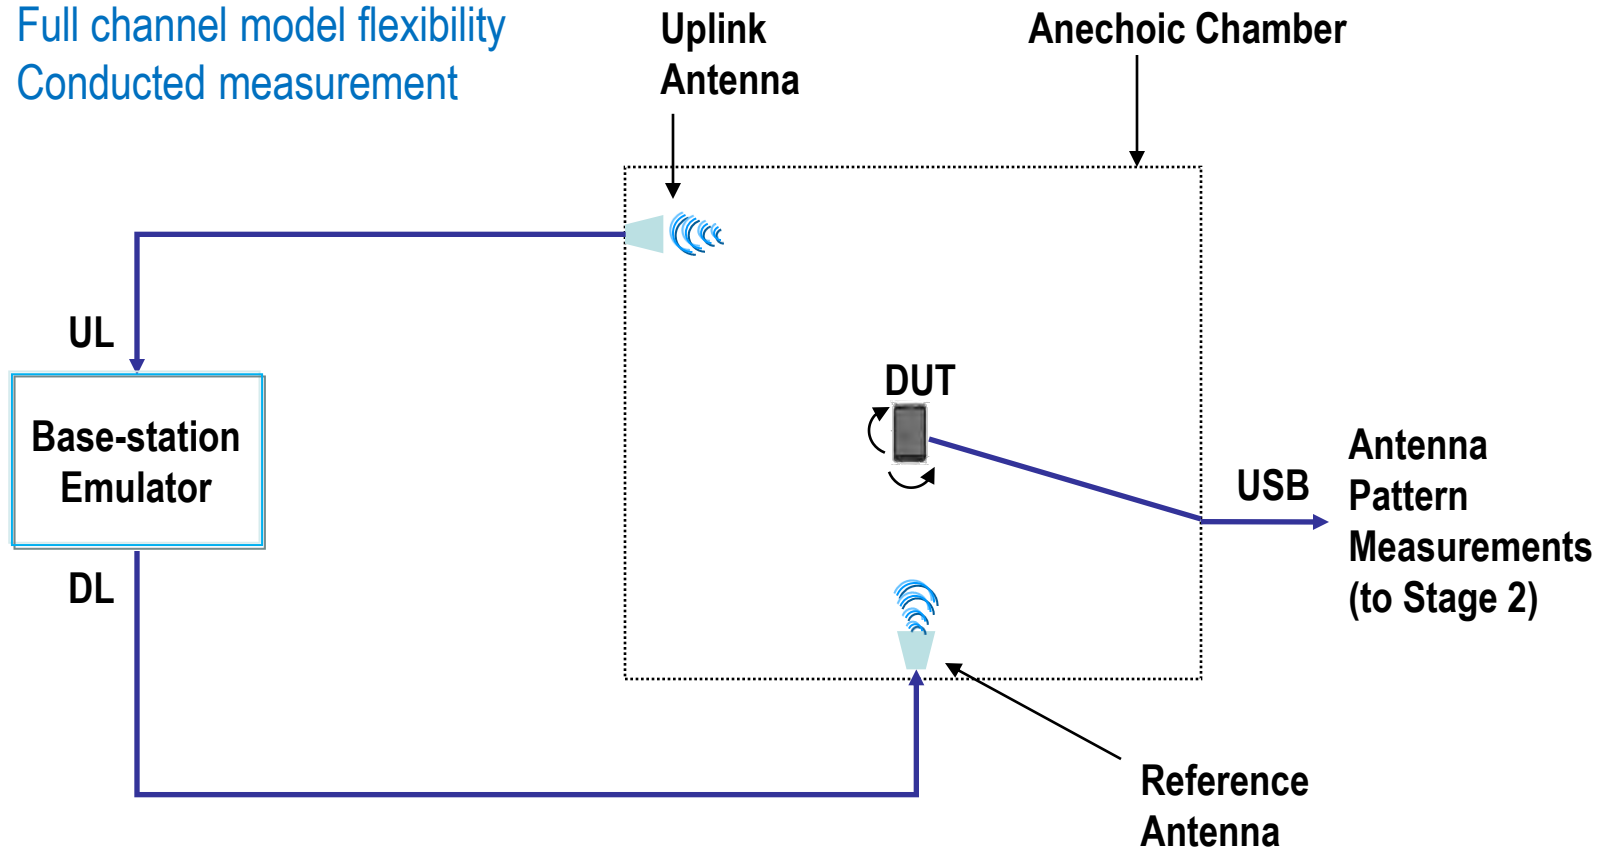 Full channel model flexibility
Conducted measurement
Uplink
Antenna
Anechoic Chamber
UL
Base-station
Emulator
DL
DUT
USB
Antenna
Pattern
Measurements
(to Stage 2)
Reference
Antenna